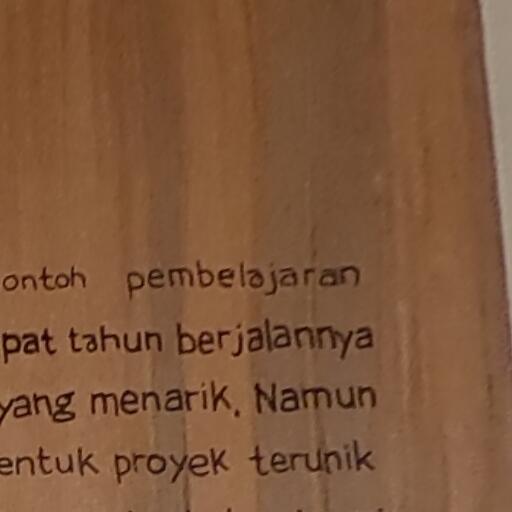 ontoh pembelajaran
pat tahun berjalannya
yang menarik. Namun
entuk proyek terunik